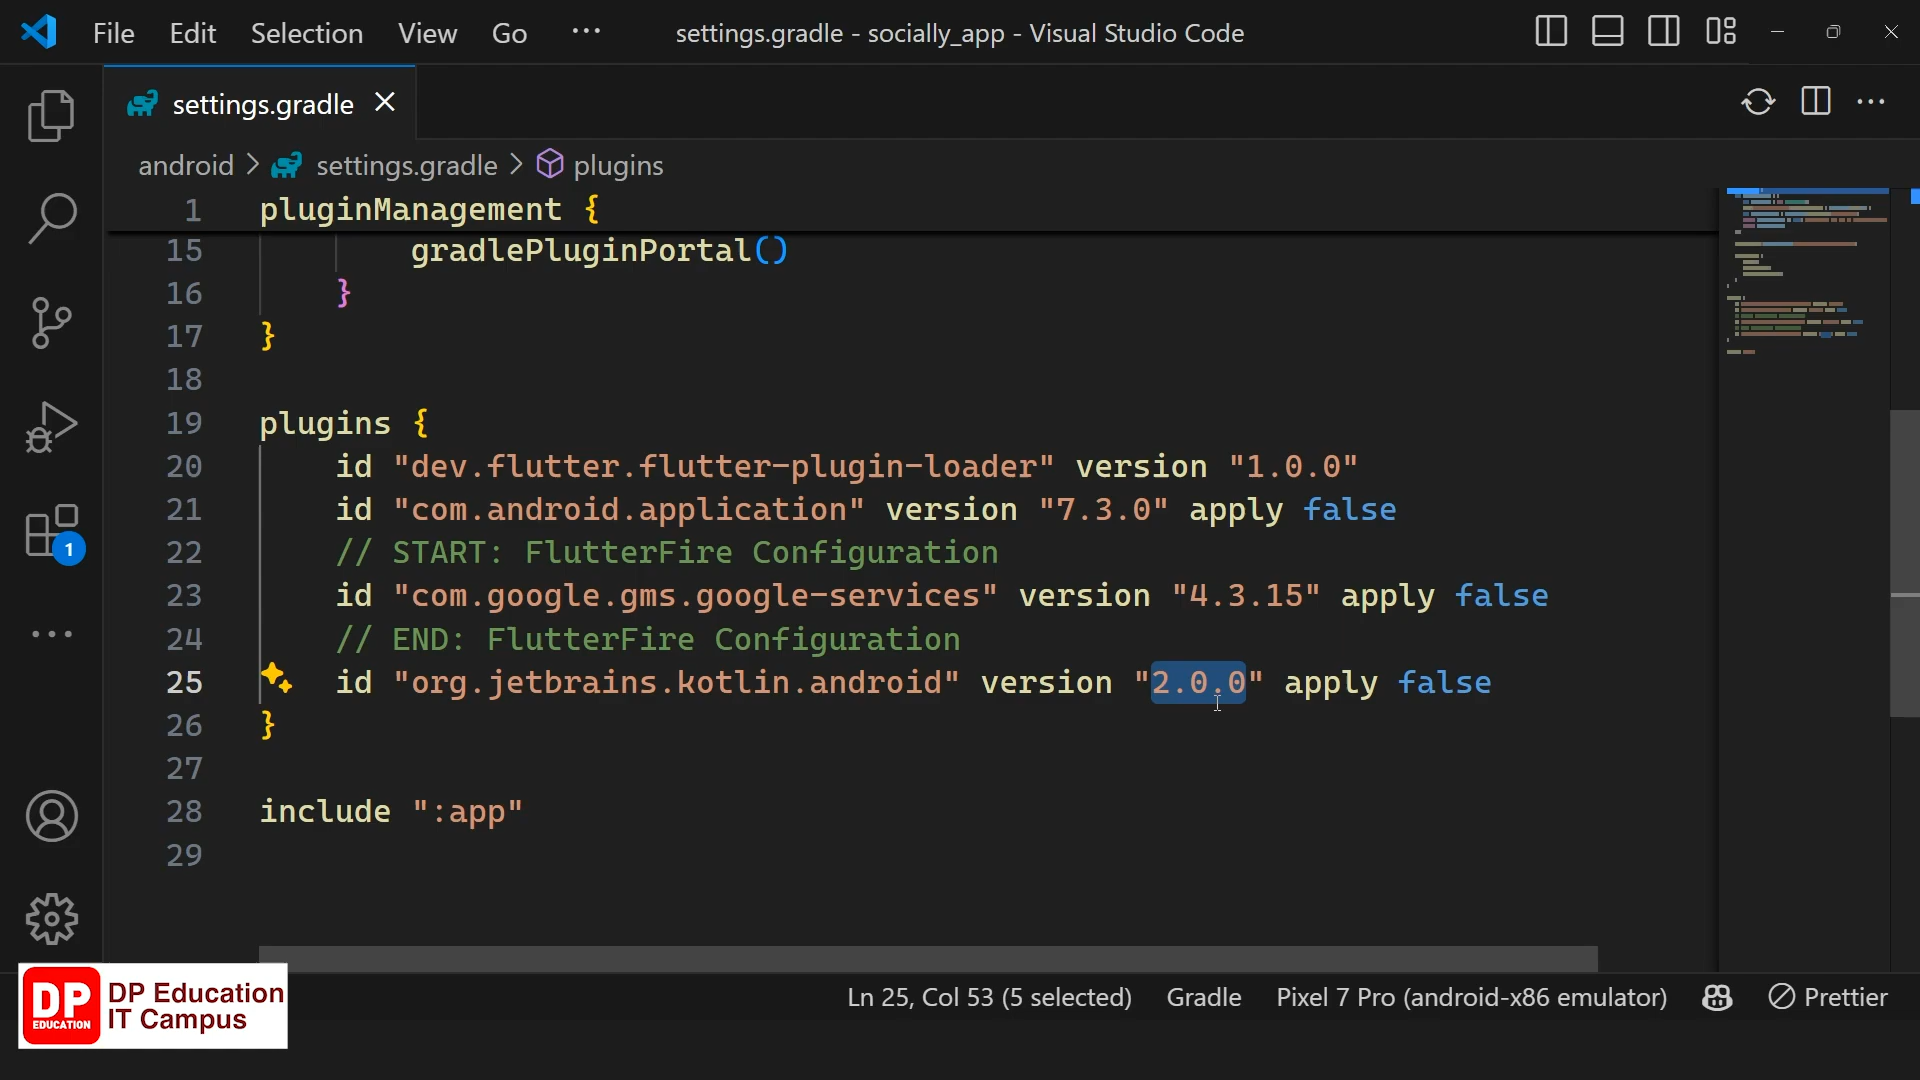 File Edit Selection View Go ··· settings.gradle - socially_app - Visual Studio Code
settings.gradle
android > settings.gradle > plugins
1 pluginManagement {
15 gradlePluginPortal()
16 }
17 }
18
19 plugins {
20 id "dev.flutter.flutter-plugin-loader" version "1.0.0"
21 id "com.android.application" version "7.3.0" apply false
22 // START: FlutterFire Configuration
23 id "com.google.gms.google-services" version "4.3.15" apply false
24 // END: FlutterFire Configuration
25 id "org.jetbrains.kotlin.android" version "2.0.0" apply false
26 }
27
28 include ":app"
29
1
DP EDUCATION
DP Education
IT Campus
Ln 25, Col 53 (5 selected) Gradle Pixel 7 Pro (android-x86 emulator) Prettier